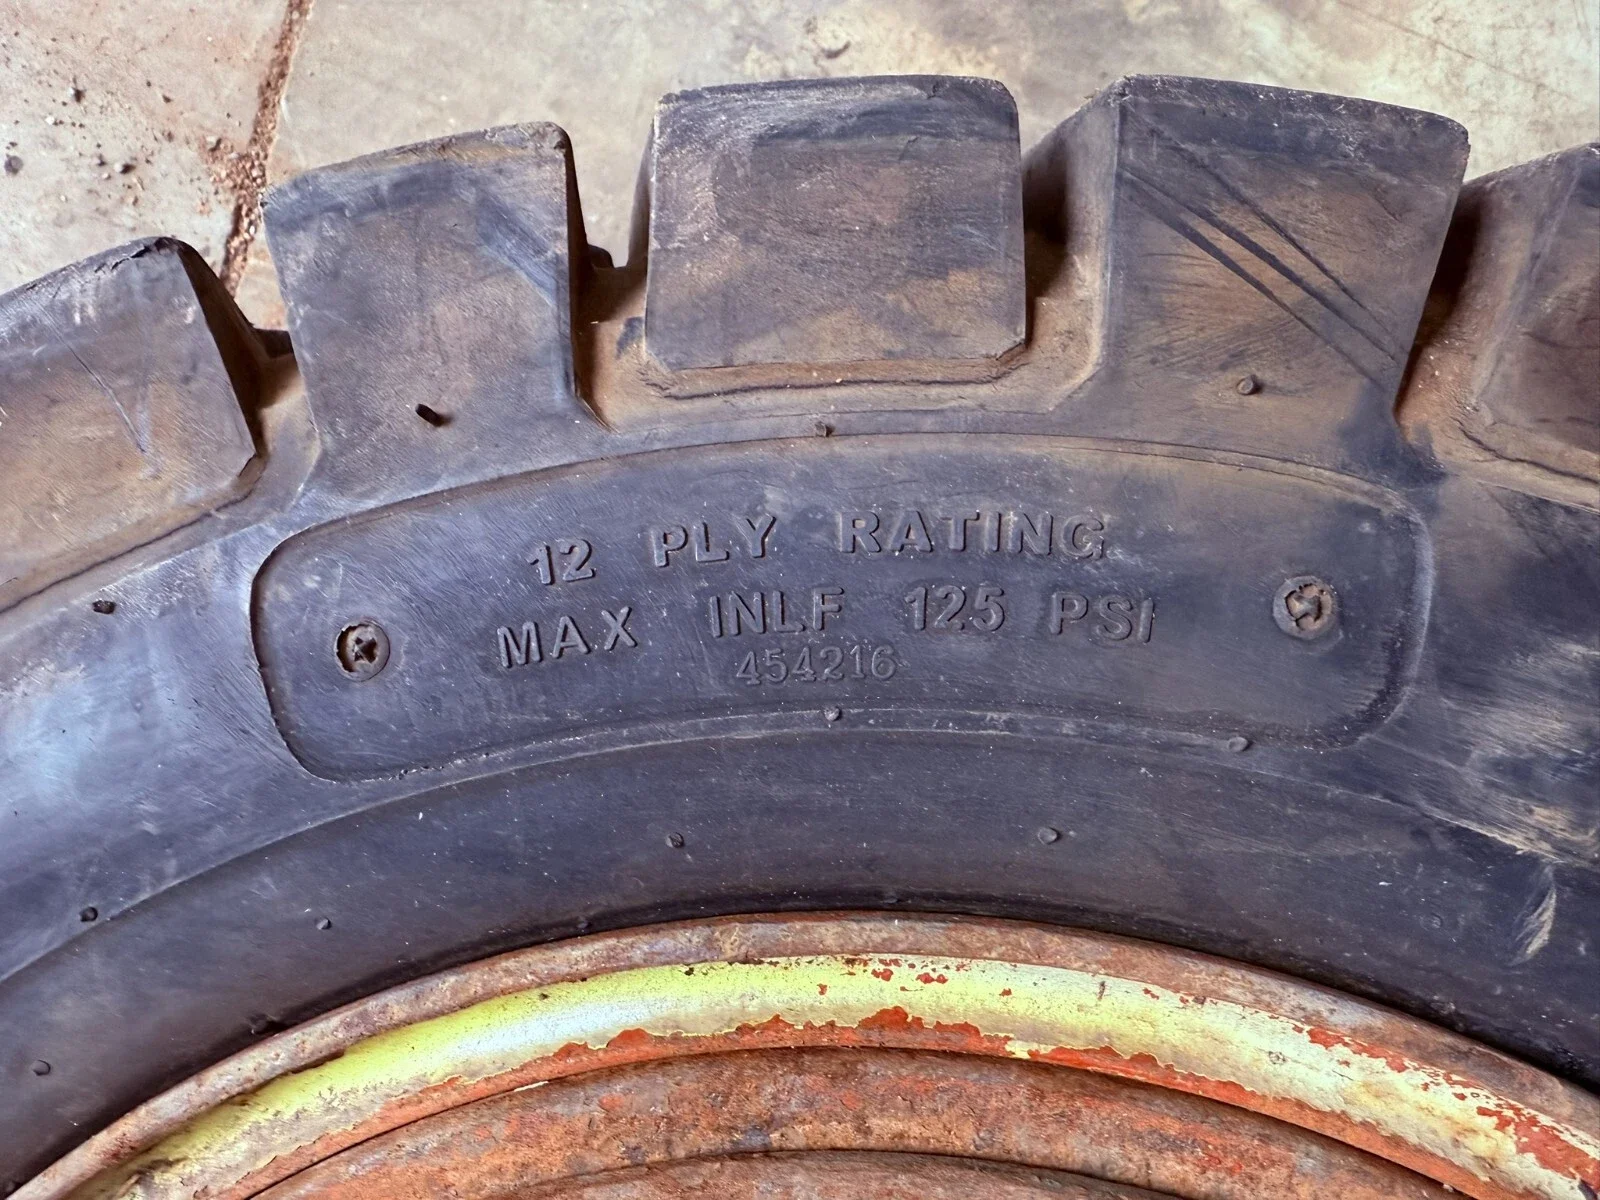 12 PLY RATING
MAX INLF 125 PSI
454216